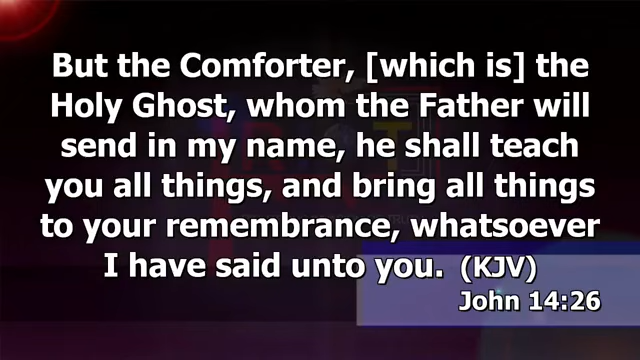 But the Comforter, [which is] the
Holy Ghost, whom the Father will
send in my name, he shall teach
you all things, and bring all things
to your remembrance, whatsoever
I have said unto you. (KJV)
John 14:26